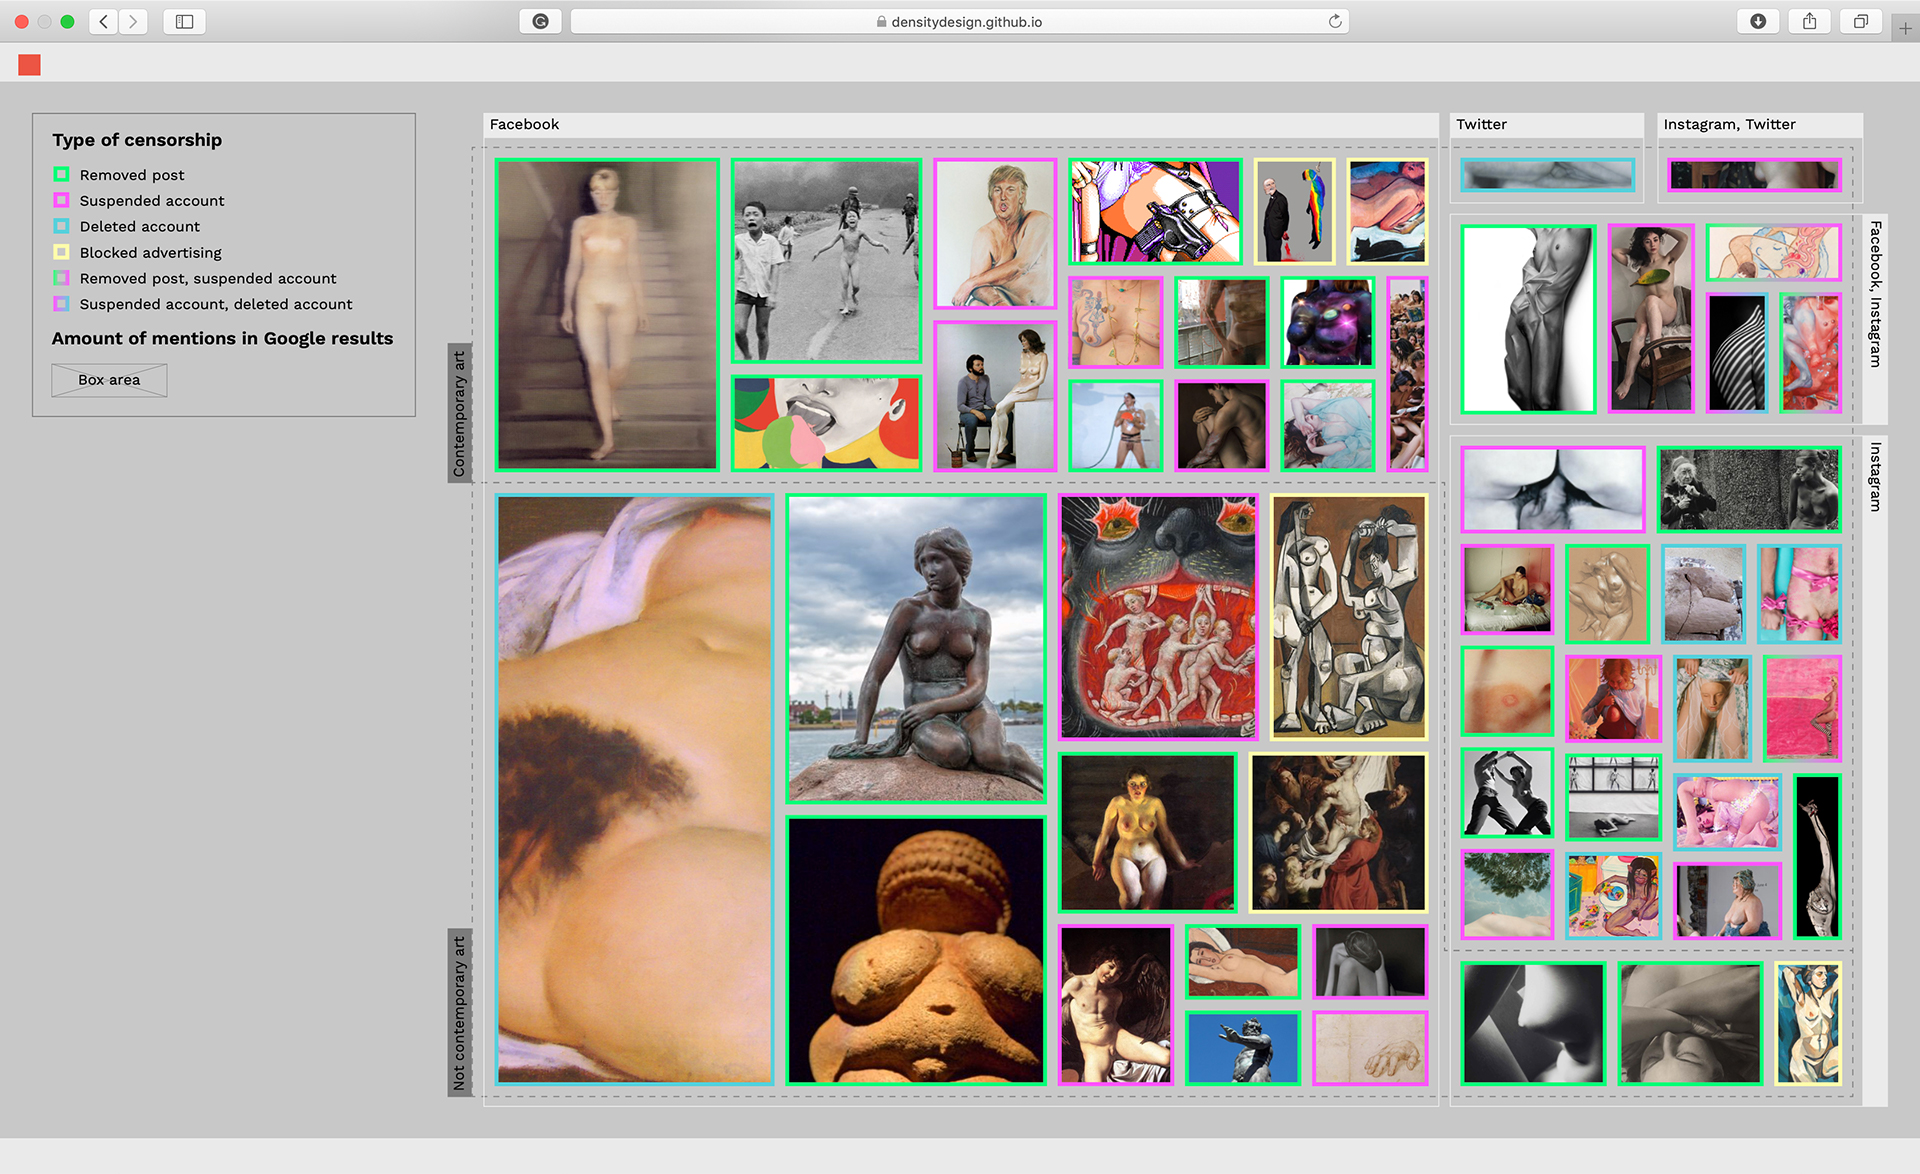 densitydesign.github.io
Type of censorship
Removed post
Suspended account
Deleted account
Blocked advertising
Removed post, suspended account
Suspended account, deleted account
Amount of mentions in Google results
Box area
Facebook
Twitter
Instagram, Twitter
Facebook, Instagram
Instagram
Contemporary art
Not contemporary art